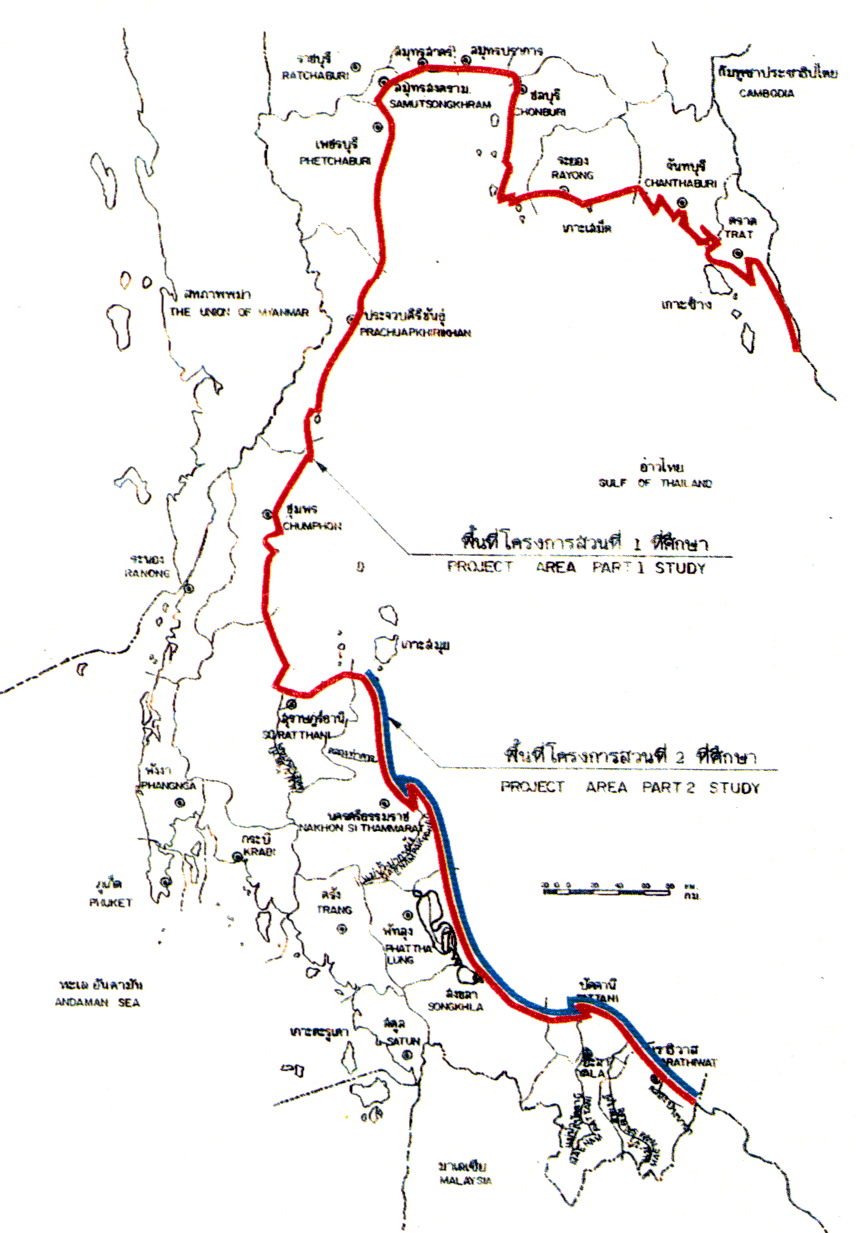 ราชบุรี
RATCHABURI
สมุทรสาคร
สมุทรปราการ
สมุทรสงคราม
SAMUTSONGKHRAM
ชลบุรี
CHONBURI
กัมพูชาประชาธิปไตย
CAMBODIA
เพชรบุรี
PHETCHABURI
ระยอง
RAYONG
จันทบุรี
CHANTHABURI
เกาะเสม็ด
ตราด
TRAT
เกาะช้าง
สหภาพพม่า
THE UNION OF MYANMAR
ประจวบคีรีขันธ์
PRACHUAPKHIRIKHAN
อ่าวไทย
GULF OF THAILAND
ชุมพร
CHUMPHON
พื้นที่โครงการส่วนที่ 1 ที่ศึกษา
PROJECT AREA PART 1 STUDY
ระนอง
RANONG
เกาะสมุย
สุราษฎร์ธานี
SURATTHANI
พื้นที่โครงการส่วนที่ 2 ที่ศึกษา
PROJECT AREA PART 2 STUDY
พังงา
PHANGNGA
นครศรีธรรมราช
NAKHON SI THAMMARAT
กระบี่
KRABI
ภูเก็ต
PHUKET
ตรัง
TRANG
พัทลุง
PHATTHA
LUNG
กม.
ทะเลอันดามัน
ANDAMAN SEA
สงขลา
SONGKHLA
ปัตตานี
เกาะตะรุเตา
สตูล
SATUN
มาเลเซีย
MALAYSIA